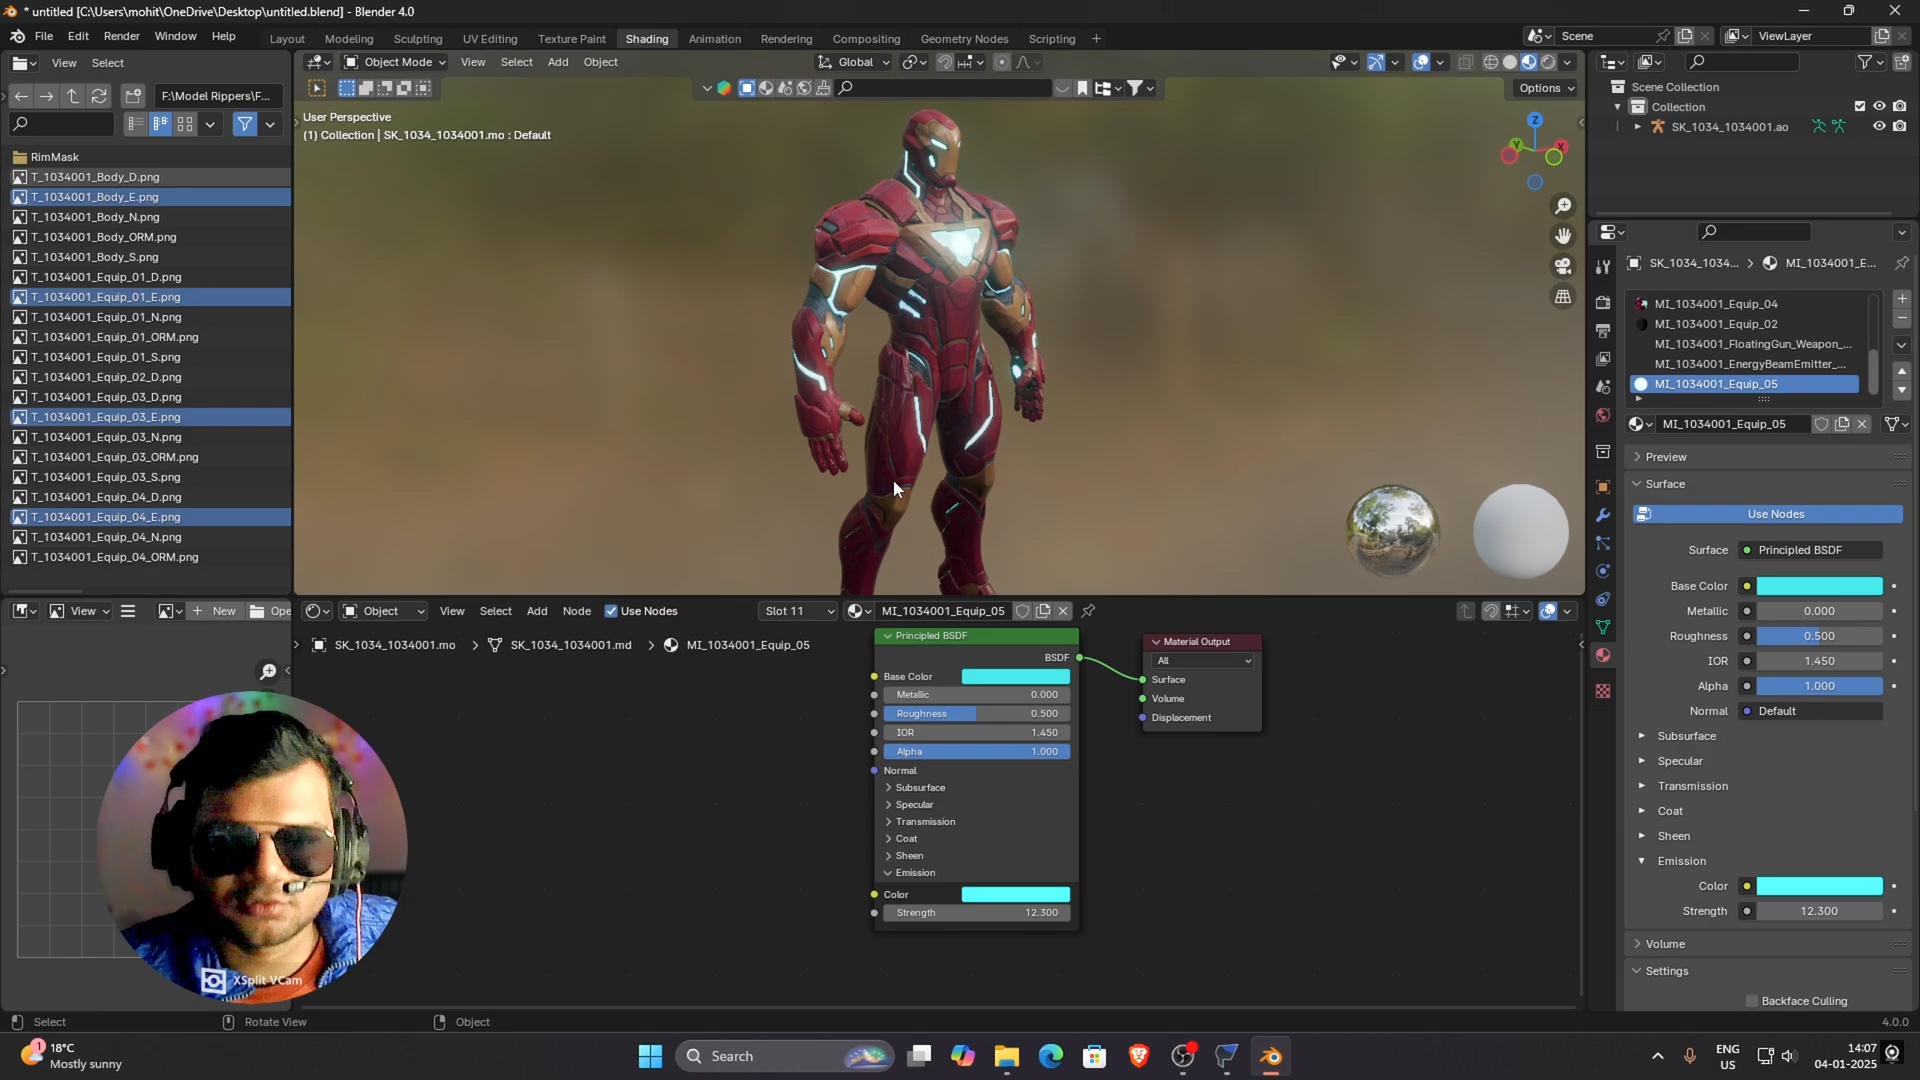 * untitled [C:\Users\mohit\OneDrive\Desktop\untitled.blend] - Blender 4.0
File Edit Render Window Help
Layout Modeling Sculpting UV Editing Texture Paint Shading Animation Rendering Compositing Geometry Nodes Scripting +
Scene
ViewLayer
View Select
Object Mode View Select Add Object
Global
F:\Model Rippers\F...
Options
User Perspective
(1) Collection | SK_1034_1034001.mo : Default
Z
Y
X
RimMask
T_1034001_Body_D.png
T_1034001_Body_E.png
T_1034001_Body_N.png
T_1034001_Body_ORM.png
T_1034001_Body_S.png
T_1034001_Equip_01_D.png
T_1034001_Equip_01_E.png
T_1034001_Equip_01_N.png
T_1034001_Equip_01_ORM.png
T_1034001_Equip_01_S.png
T_1034001_Equip_02_D.png
T_1034001_Equip_03_D.png
T_1034001_Equip_03_E.png
T_1034001_Equip_03_N.png
T_1034001_Equip_03_ORM.png
T_1034001_Equip_03_S.png
T_1034001_Equip_04_D.png
T_1034001_Equip_04_E.png
T_1034001_Equip_04_N.png
T_1034001_Equip_04_ORM.png
Scene Collection
Collection
SK_1034_1034001.ao
SK_1034_1034... > MI_1034001_E...
MI_1034001_Equip_04
MI_1034001_Equip_02
MI_1034001_FloatingGun_Weapon_...
MI_1034001_EnergyBeamEmitter_...
MI_1034001_Equip_05
MI_1034001_Equip_05
Preview
Surface
Use Nodes
Surface Principled BSDF
Base Color
Metallic 0.000
Roughness 0.500
IOR 1.450
Alpha 1.000
Normal Default
Subsurface
Specular
Transmission
Coat
Sheen
Emission
Color
Strength 12.300
Volume
Settings
Backface Culling
View
New
Ope
Object View Select Add Node Use Nodes
Slot 11
MI_1034001_Equip_05
SK_1034_1034001.mo > SK_1034_1034001.md > MI_1034001_Equip_05
Principled BSDF
BSDF
Base Color
Metallic 0.000
Roughness 0.500
IOR 1.450
Alpha 1.000
Normal
Subsurface
Specular
Transmission
Coat
Sheen
Emission
Color
Strength 12.300
Material Output
All
Surface
Volume
Displacement
XSplit VCam
Select
Rotate View
Object
4.0.0
1
18°C
Mostly sunny
Search
ENG
US
14:07
04-01-2025